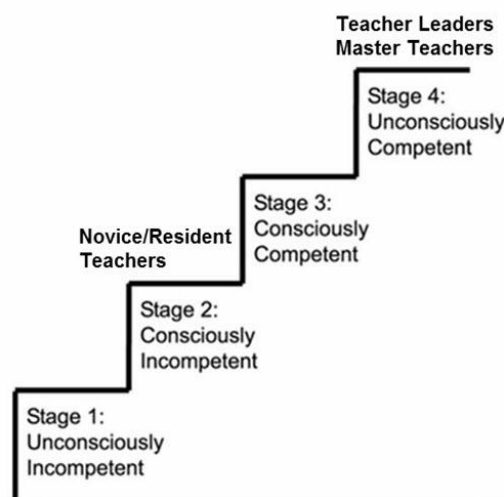 Teacher Leaders
Master Teachers
Stage 4:
Unconsciously
Competent
Stage 3:
Consciously
Competent
Novice/Resident
Teachers
Stage 2:
Consciously
Incompetent
Stage 1:
Unconsciously
Incompetent